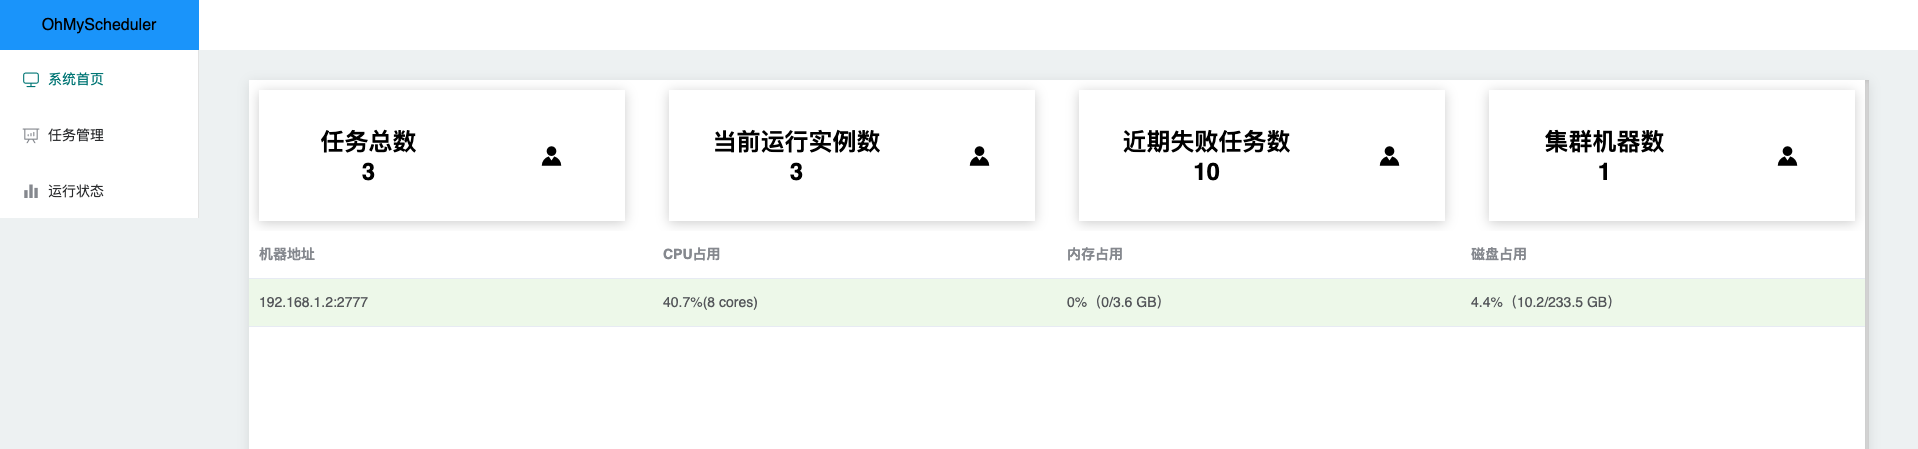 OhMyScheduler
系统首页
任务管理
运行状态
任务总数
3
当前运行实例数
3
近期失败任务数
10
集群机器数
1
机器地址 CPU占用 内存占用 磁盘占用
192.168.1.2:2777 40.7%(8 cores) 0%（0/3.6 GB） 4.4%（10.2/233.5 GB）